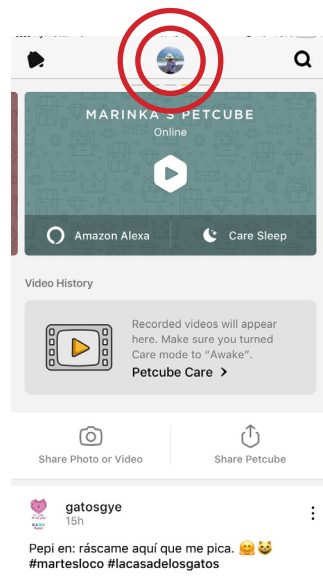 MARINKA'S PETCUBE
Online
Amazon Alexa
Care Sleep
Video History
Recorded videos will appear
here. Make sure you turned
Care mode to "Awake".
Petcube Care >
Share Photo or Video
Share Petcube
gatosgye
15h
Pepi en: ráscame aquí que me pica. 🤗😺
#martesloco #lacasadelosgatos